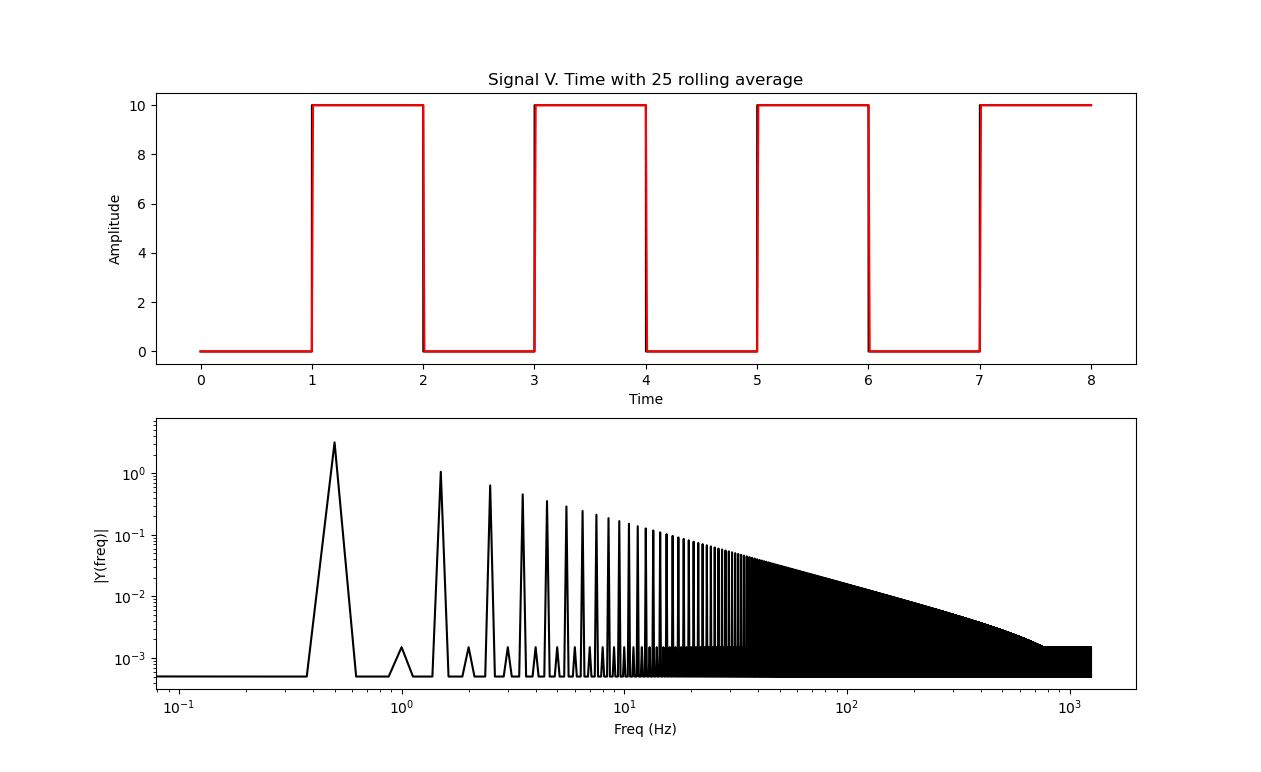 Signal V. Time with 25 rolling average
10
8
6
4
2
0
Amplitude
0 1 2 3 4 5 6 7 8
Time
10⁰
10⁻¹
10⁻²
10⁻³
|Y(freq)|
10⁻¹ 10⁰ 10¹ 10² 10³
Freq (Hz)